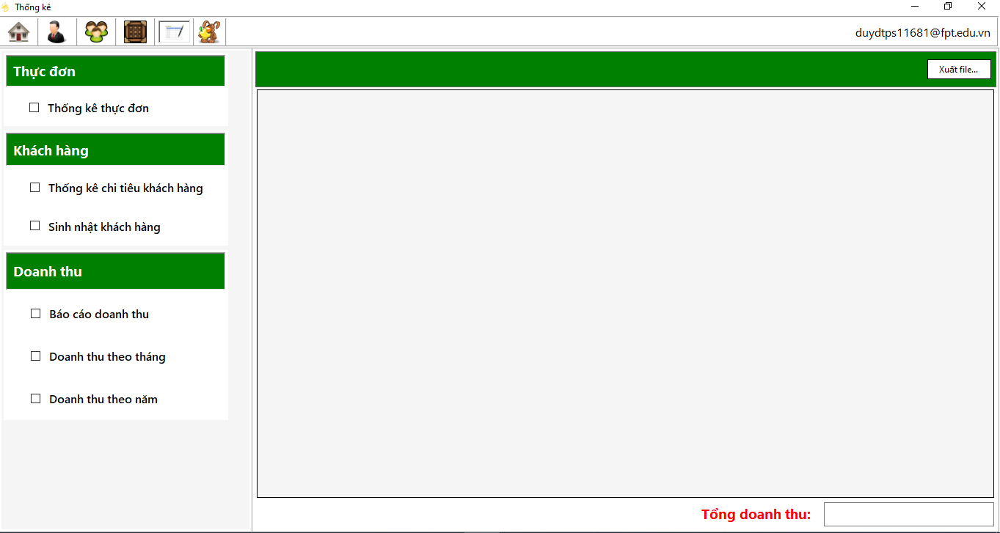 Thống kê
duydtps11681@fpt.edu.vn
Thực đơn
Thống kê thực đơn
Khách hàng
Thống kê chi tiêu khách hàng
Sinh nhật khách hàng
Doanh thu
Báo cáo doanh thu
Doanh thu theo tháng
Doanh thu theo năm
Xuất file...
Tổng doanh thu: